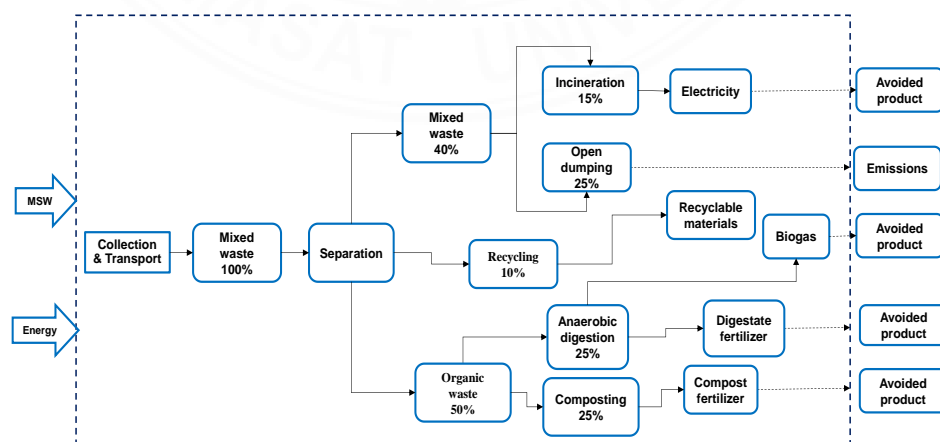 Incineration
15%
Electricity
Avoided
product
Mixed
waste
40%
Open
dumping
25%
Emissions
MSW
Recyclable
materials
Biogas
Avoided
product
Collection
& Transport
Mixed
waste
100%
Separation
Recycling
10%
Energy
Anaerobic
digestion
25%
Digestate
fertilizer
Avoided
product
Organic
waste
50%
Composting
25%
Compost
fertilizer
Avoided
product